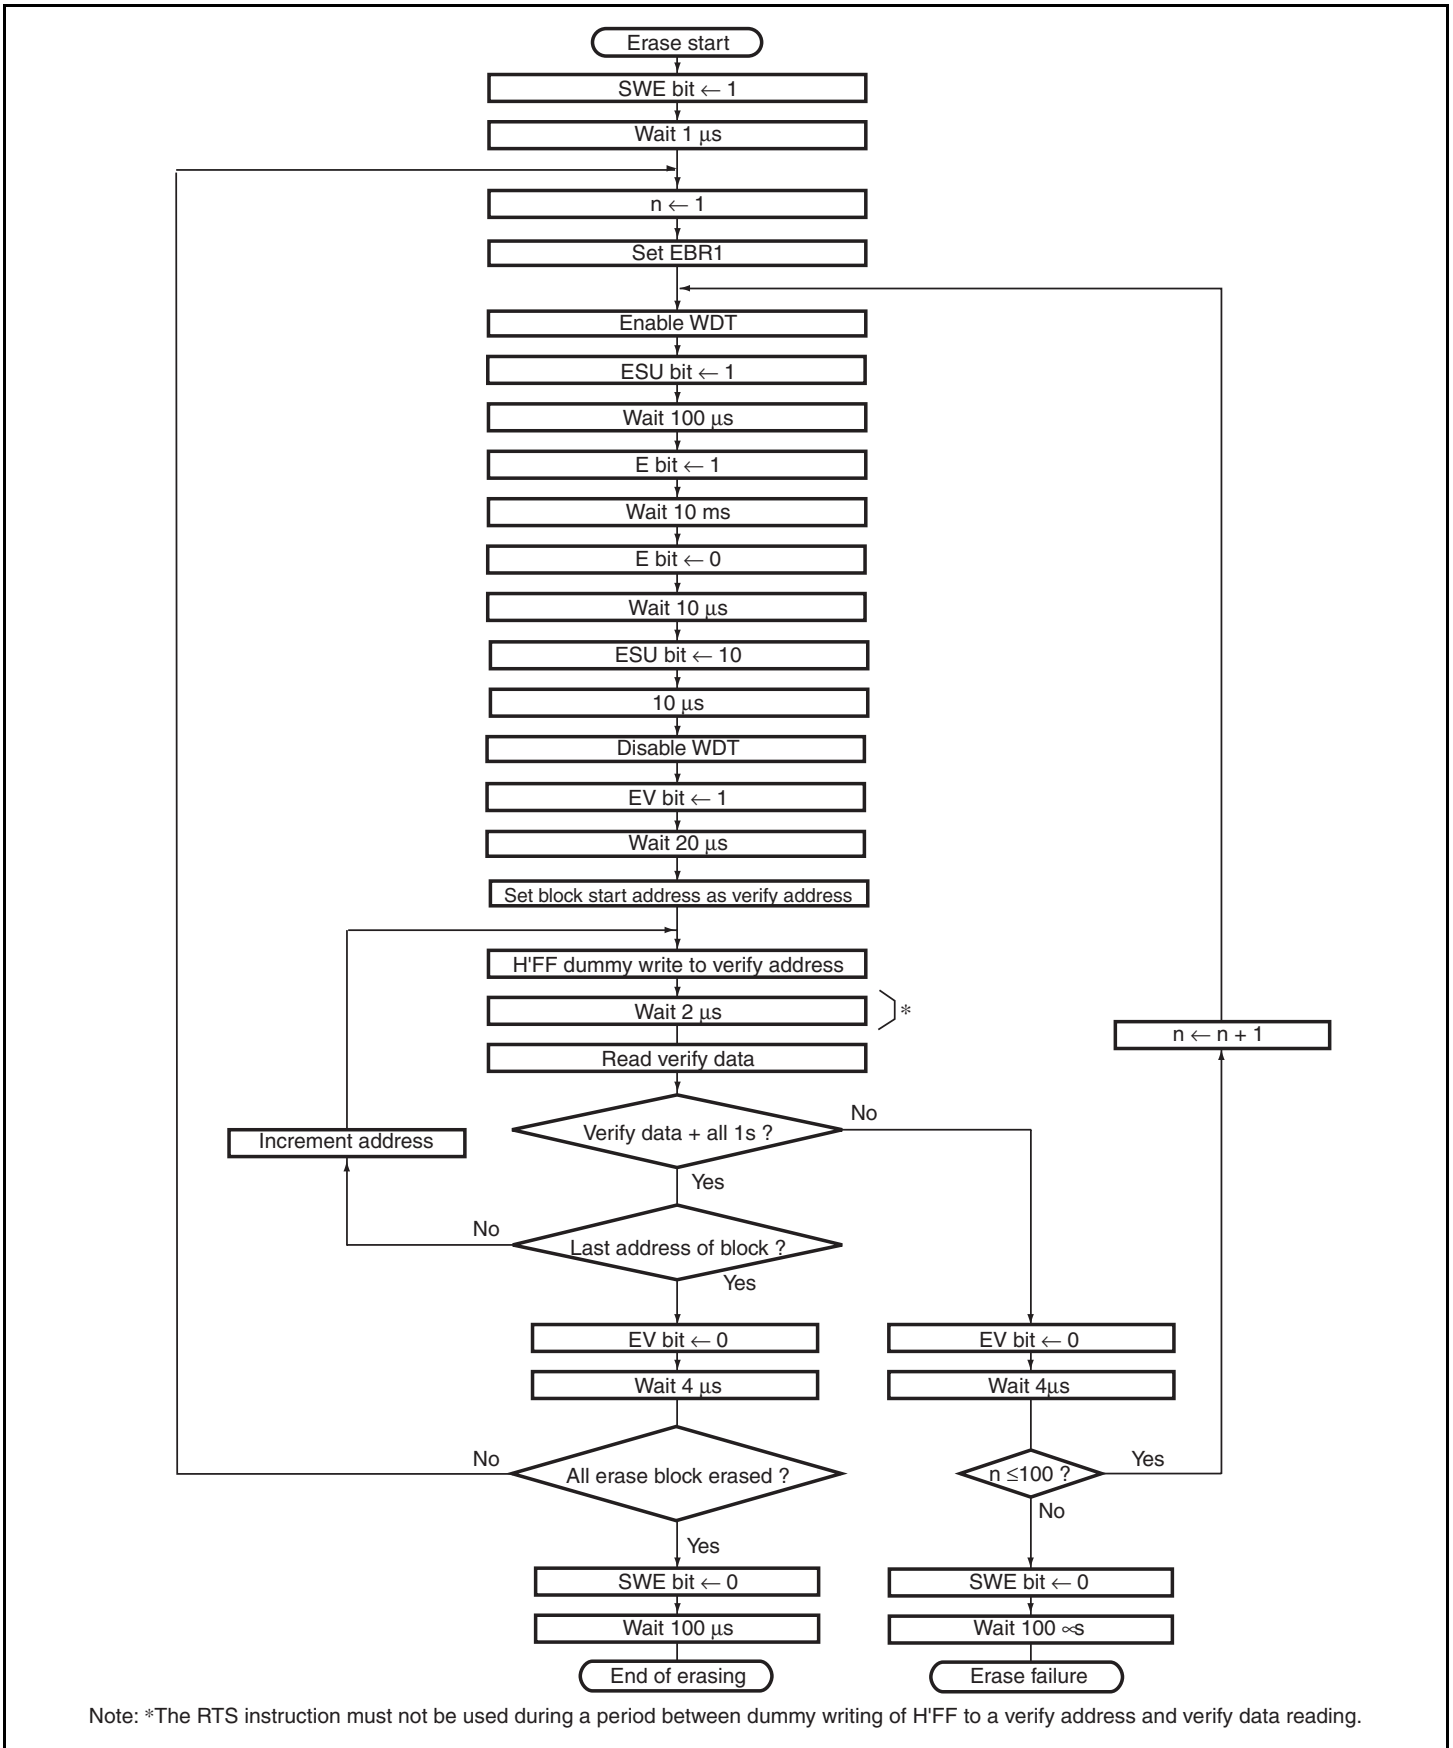 Erase start
SWE bit ← 1
Wait 1 μs
n ← 1
Set EBR1
Enable WDT
ESU bit ← 1
Wait 100 μs
E bit ← 1
Wait 10 ms
E bit ← 0
Wait 10 μs
ESU bit ← 10
10 μs
Disable WDT
EV bit ← 1
Wait 20 μs
Set block start address as verify address
H'FF dummy write to verify address
Wait 2 μs
*
n ← n + 1
Read verify data
No
Verify data + all 1s ?
Increment address
Yes
No
Last address of block ?
Yes
EV bit ← 0
EV bit ← 0
Wait 4 μs
Wait 4μs
No
All erase block erased ?
n ≤100 ?
Yes
No
Yes
SWE bit ← 0
SWE bit ← 0
Wait 100 μs
Wait 100 ∝s
End of erasing
Erase failure
Note: *The RTS instruction must not be used during a period between dummy writing of H'FF to a verify address and verify data reading.